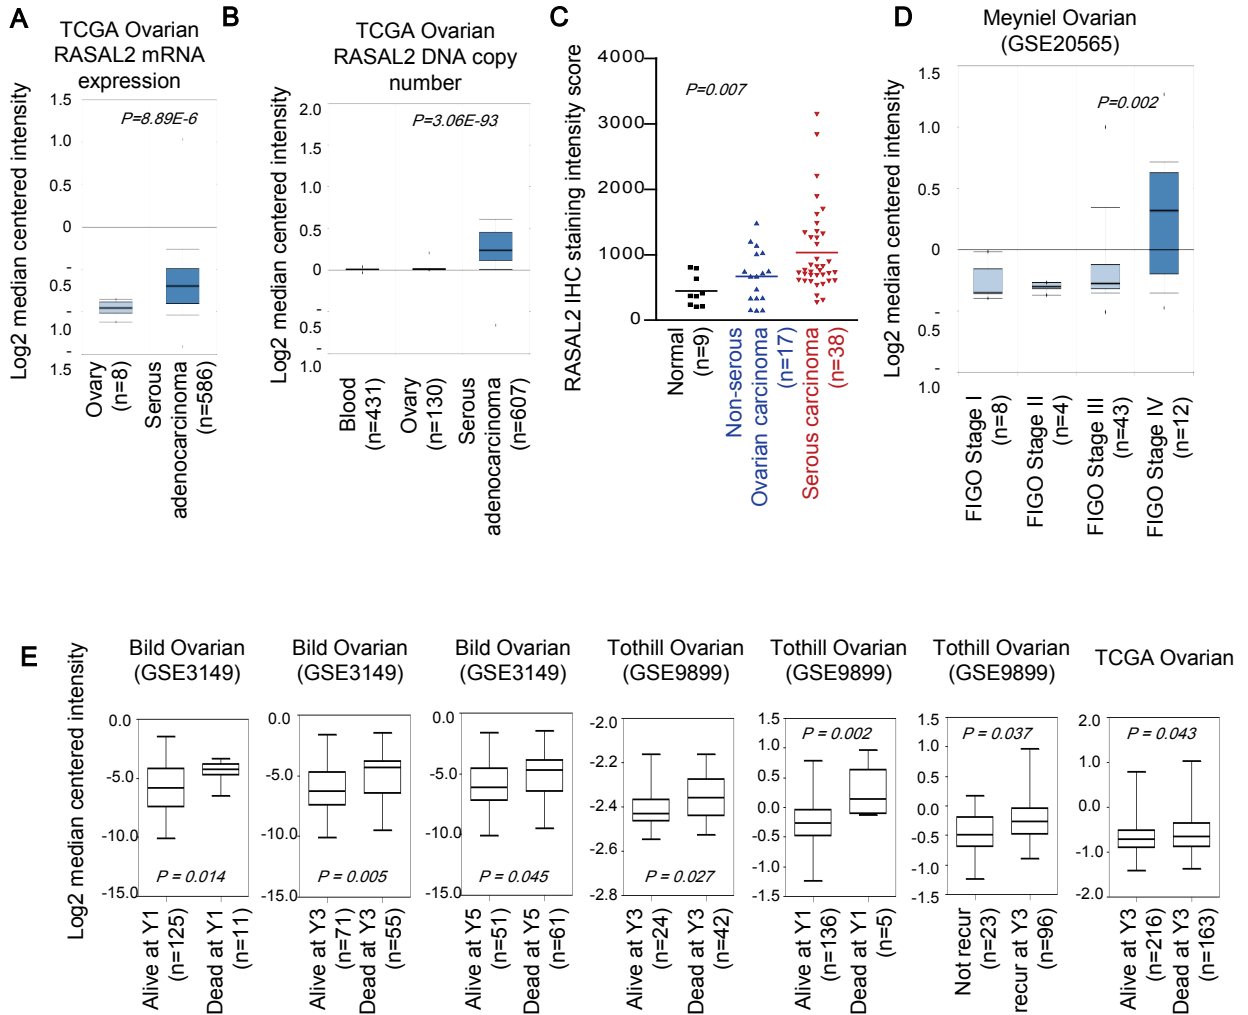 A
TCGA Ovarian
RASAL2 mRNA
expression
Log2 median centered intensity
1.5
1.0
0.5
0
-
0.5
-
1.0
-
1.5
P=8.89E-6
Ovary
(n=8)
Serous
adenocarcinoma
(n=586)
B
TCGA Ovarian
RASAL2 DNA copy
number
Log2 median centered intensity
2.0
1.5
1.0
0.5
0
-
0.5
-
1.0
P=3.06E-93
Blood
(n=431)
Ovary
(n=130)
Serous
adenocarcinoma
(n=607)
C
RASAL2 IHC staining intensity score
4000
3000
2000
1000
0
P=0.007
Normal
(n=9)
Non-serous
Ovarian carcinoma
(n=17)
Serous carcinoma
(n=38)
D
Meyniel Ovarian
(GSE20565)
Log2 median centered intensity
1.5
1.0
0.5
0
-
0.5
-
1.0
P=0.002
FIGO Stage I
(n=8)
FIGO Stage II
(n=4)
FIGO Stage III
(n=43)
FIGO Stage IV
(n=12)
E
Log2 median centered intensity
Bild Ovarian
(GSE3149)
0.0
-5.0
-10.0
-15.0
P = 0.014
Alive at Y1
(n=125)
Dead at Y1
(n=11)
Bild Ovarian
(GSE3149)
0.0
-5.0
-10.0
-15.0
P = 0.005
Alive at Y3
(n=71)
Dead at Y3
(n=55)
Bild Ovarian
(GSE3149)
0.0
-5.0
-10.0
-15.0
P = 0.045
Alive at Y5
(n=51)
Dead at Y5
(n=61)
Tothill Ovarian
(GSE9899)
-2.0
-2.2
-2.4
-2.6
-2.8
P = 0.027
Alive at Y3
(n=24)
Dead at Y3
(n=42)
Tothill Ovarian
(GSE9899)
1.5
1.0
0.5
0.0
-0.5
-1.0
-1.5
P = 0.002
Alive at Y1
(n=136)
Dead at Y1
(n=5)
Tothill Ovarian
(GSE9899)
1.5
1.0
0.5
0.0
-0.5
-1.0
-1.5
P = 0.037
Not recur
(n=23)
recur at Y3
(n=96)
TCGA Ovarian
2.0
1.0
0.0
-1.0
-2.0
P = 0.043
Alive at Y3
(n=216)
Dead at Y3
(n=163)